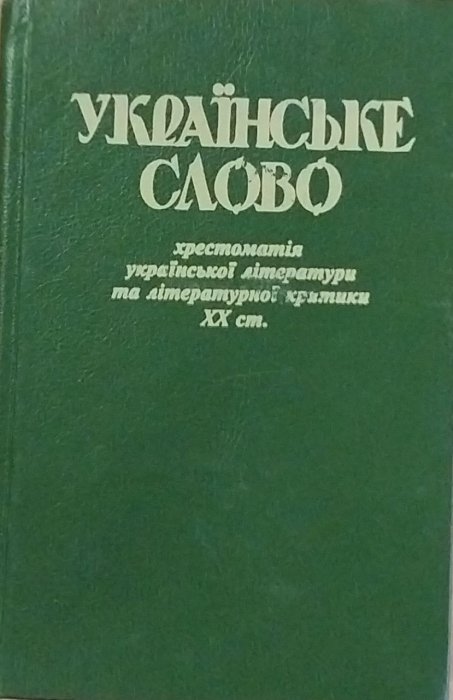 УКРАЇНСЬКЕ
СЛОВО
хрестоматія
української літератури
та літературної критики
XX ст.